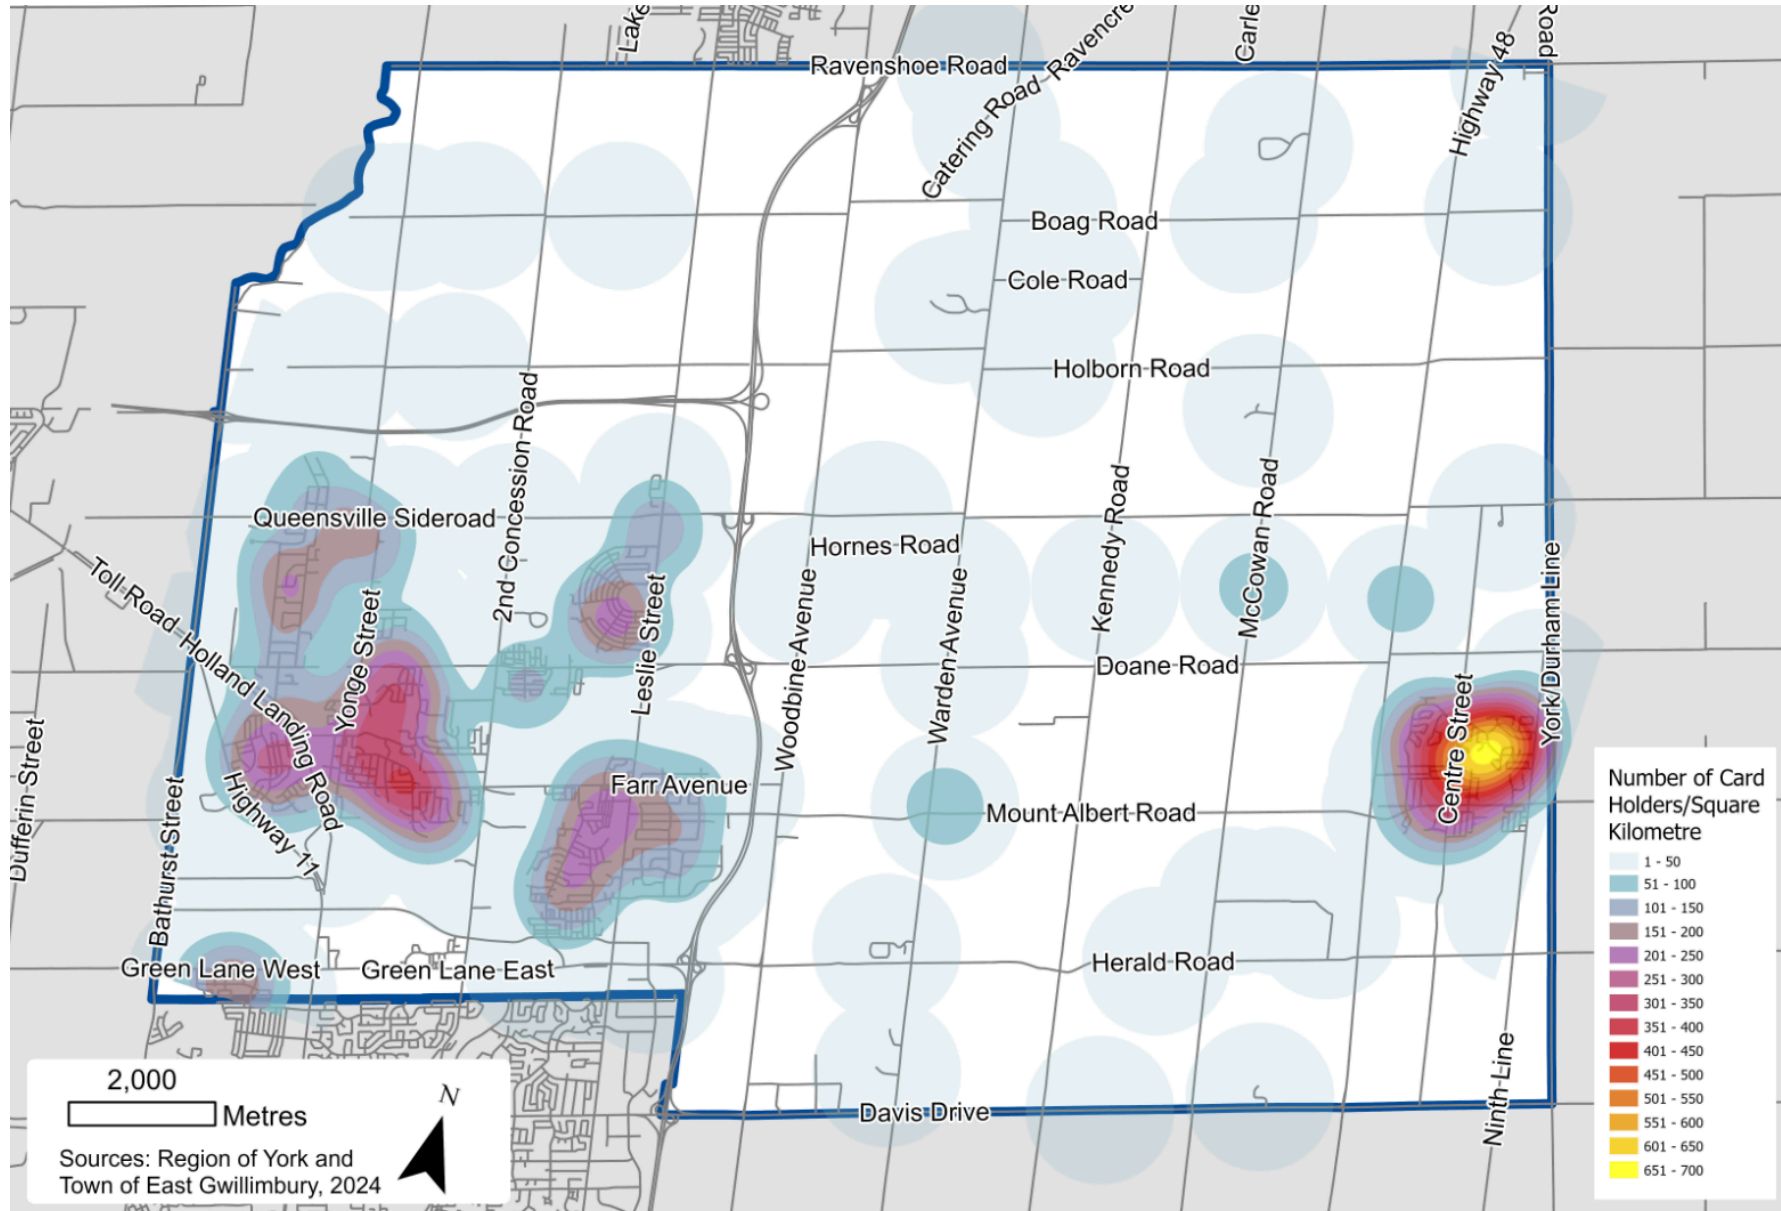 Lake
Carle
Road
Ravenshoe Road
Catering Road
Ravencre
Highway 48
Boag Road
Cole Road
Holborn Road
2nd Concession Road
Queensville Sideroad
Hornes Road
Kennedy Road
McCowan Road
York/Durham Line
Toll Road
Holland Landing Road
Yonge Street
Leslie Street
Woodbine Avenue
Warden Avenue
Doane Road
Centre Street
Dufferin Street
Bathurst Street
Highway 11
Farr Avenue
Mount Albert Road
Green Lane West
Green Lane East
Herald Road
Ninth Line
Davis Drive
2,000
Metres
N
Sources: Region of York and
Town of East Gwillimbury, 2024
Number of Card
Holders/Square
Kilometre
1 - 50
51 - 100
101 - 150
151 - 200
201 - 250
251 - 300
301 - 350
351 - 400
401 - 450
451 - 500
501 - 550
551 - 600
601 - 650
651 - 700